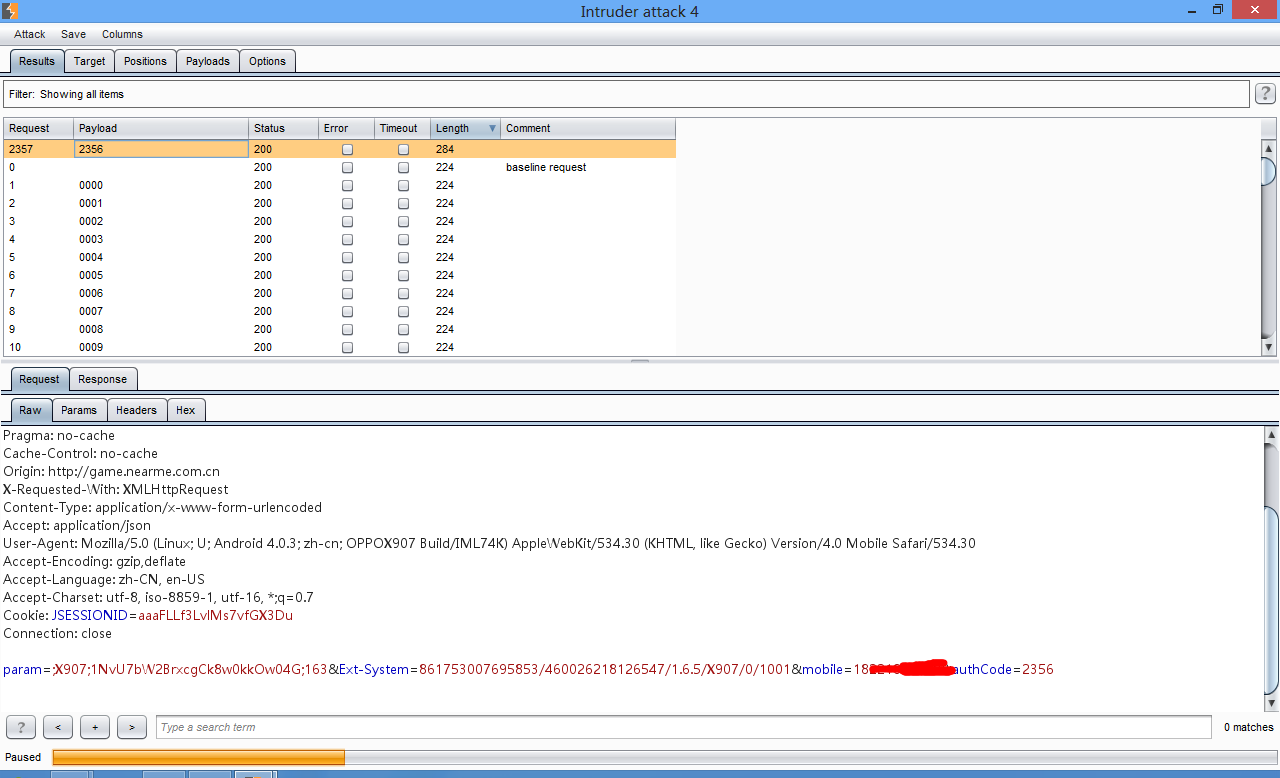 Intruder attack 4
Attack Save Columns
Results Target Positions Payloads Options
Filter: Showing all items ?
Request Payload Status Error Timeout Length Comment
2357 2356 200 284
0 200 224 baseline request
1 0000 200 224
2 0001 200 224
3 0002 200 224
4 0003 200 224
5 0004 200 224
6 0005 200 224
7 0006 200 224
8 0007 200 224
9 0008 200 224
10 0009 200 224
Request Response
Raw Params Headers Hex
Pragma: no-cache
Cache-Control: no-cache
Origin: http://game.nearme.com.cn
X-Requested-With: XMLHttpRequest
Content-Type: application/x-www-form-urlencoded
Accept: application/json
User-Agent: Mozilla/5.0 (Linux; U; Android 4.0.3; zh-cn; OPPOX907 Build/IML74K) AppleWebKit/534.30 (KHTML, like Gecko) Version/4.0 Mobile Safari/534.30
Accept-Encoding: gzip,deflate
Accept-Language: zh-CN, en-US
Accept-Charset: utf-8, iso-8859-1, utf-16, *;q=0.7
Cookie: JSESSIONID=aaaFLLf3LvlMs7vfGX3Du
Connection: close
param=;X907;1NvU7bW2BrxcgCk8w0kkOw04G;163&Ext-System=861753007695853/460026218126547/1.6.5/X907/0/1001&mobile=18 authCode=2356
? < + > Type a search term 0 matches
Paused